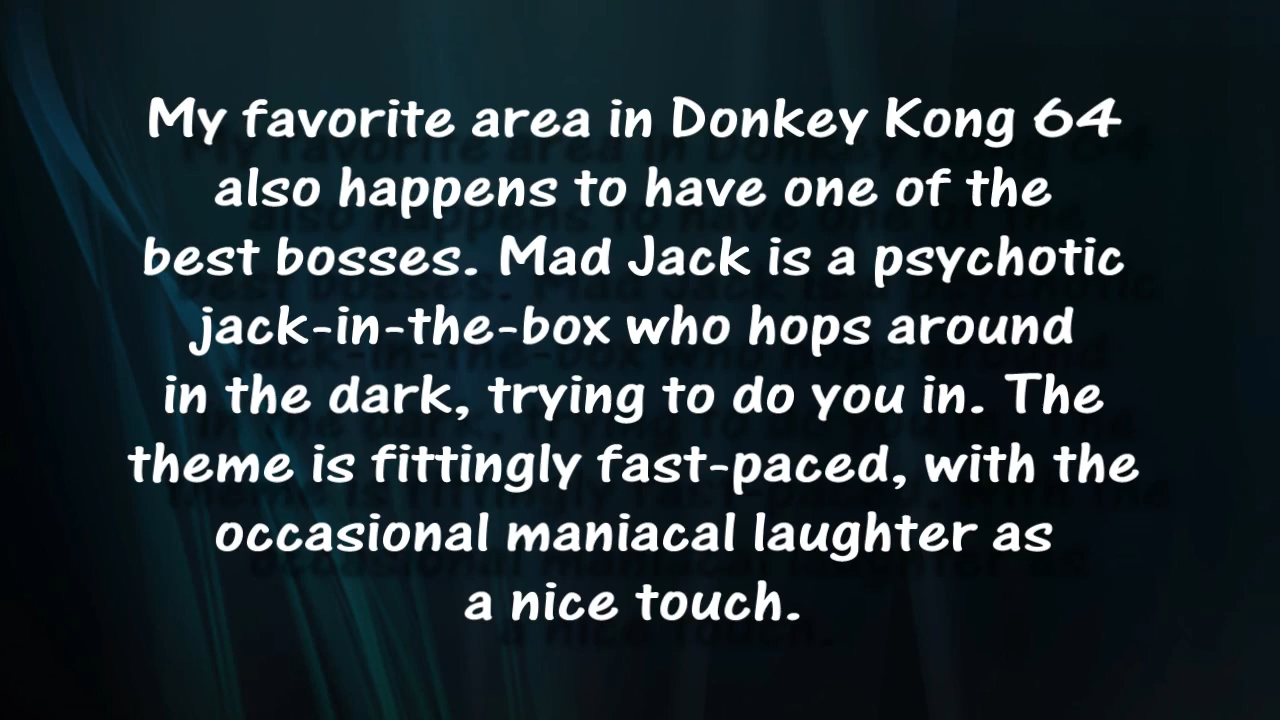 My favorite area in Donkey Kong 64
also happens to have one of the
best bosses. Mad Jack is a psychotic
jack-in-the-box who hops around
in the dark, trying to do you in. The
theme is fittingly fast-paced, with the
occasional maniacal laughter as
a nice touch.